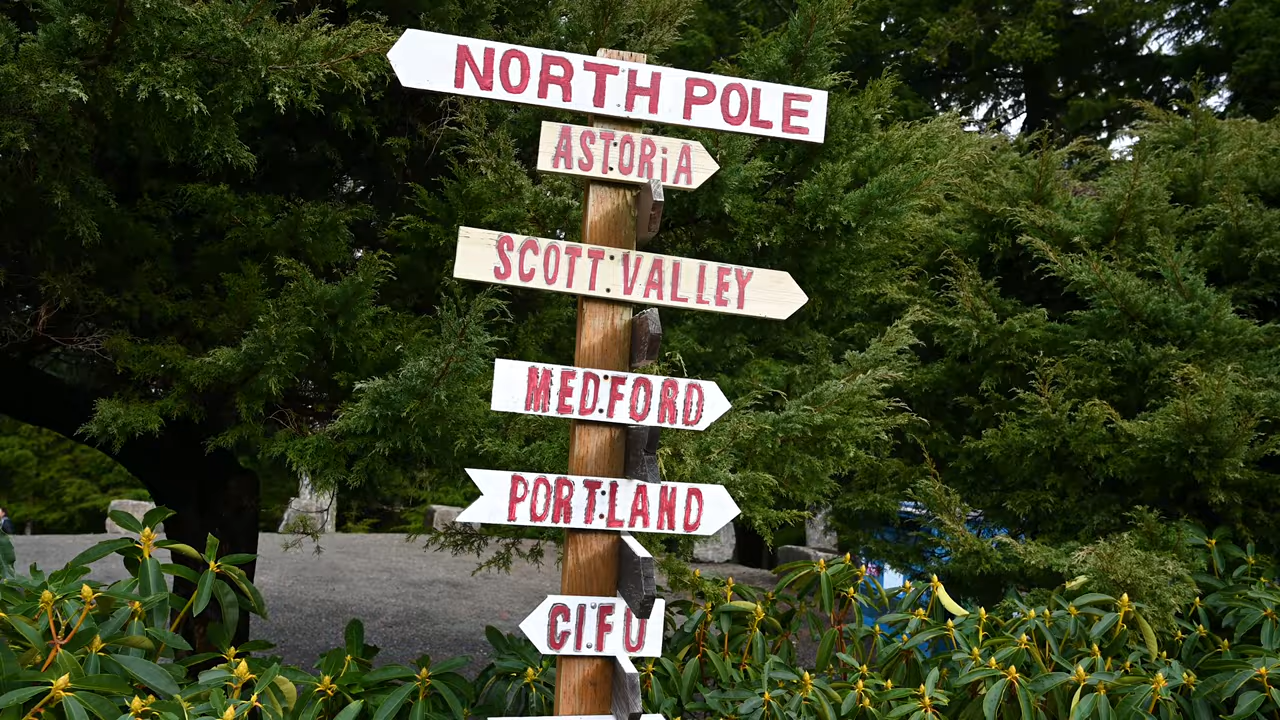 NORTH POLE
ASTORiA
SCOTT VALLEY
MEDFORD
PORTLAND
CIFU